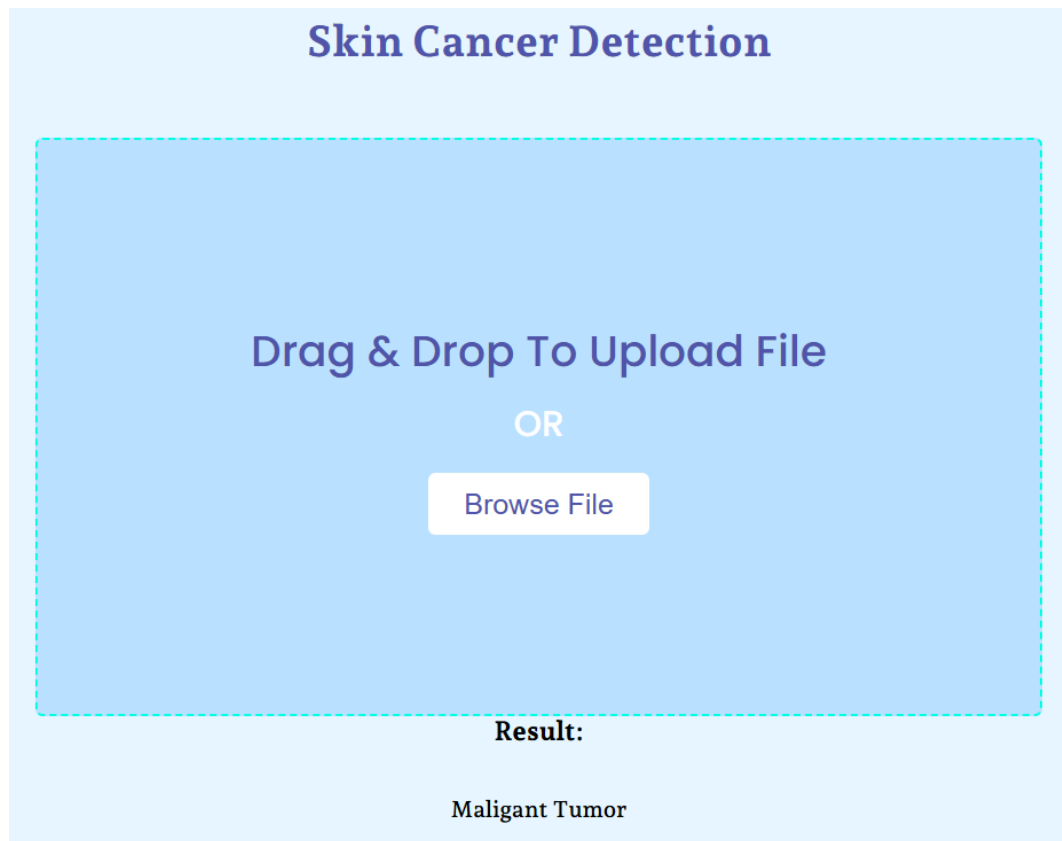 Skin Cancer Detection
Drag & Drop To Upload File
OR
Browse File
Result:
Maligant Tumor